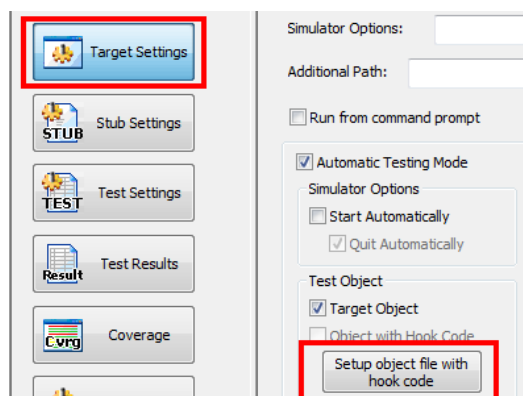 Target Settings
STUB
Stub Settings
TEST
Test Settings
Result
Test Results
Cvrg
Coverage
Simulator Options:
Additional Path:
Run from command prompt
Automatic Testing Mode
Simulator Options
Start Automatically
Quit Automatically
Test Object
Target Object
Object with Hook Code
Setup object file with
hook code